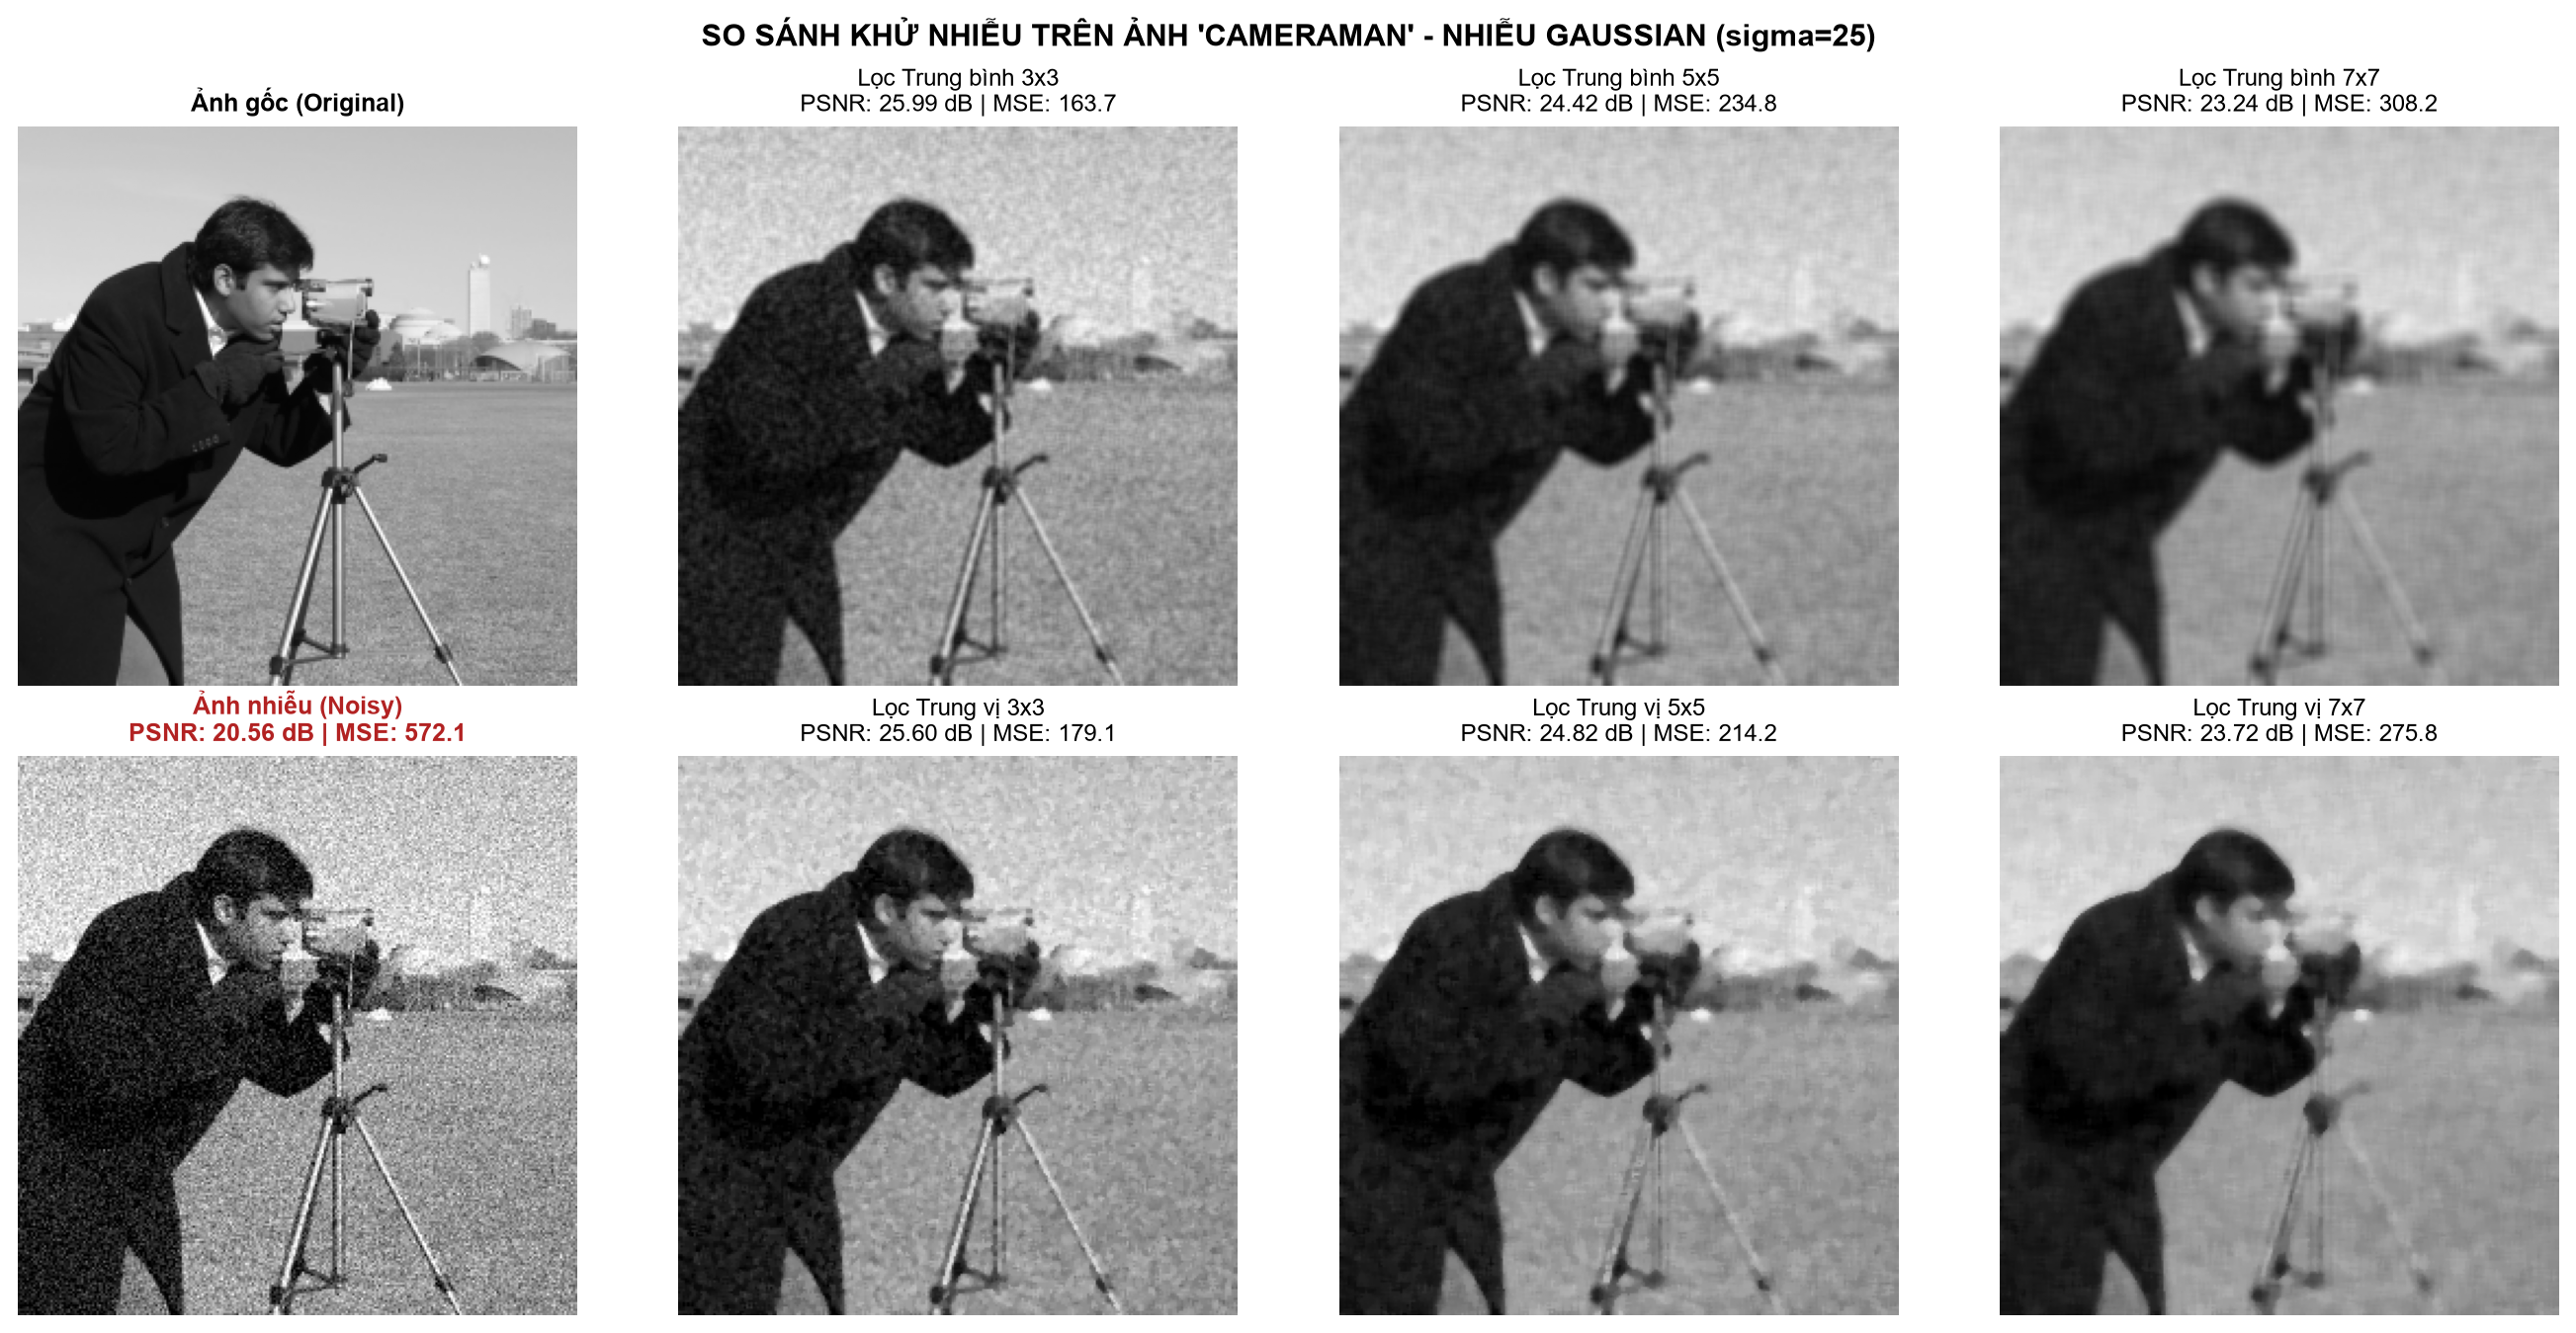 SO SÁNH KHỬ NHIỄU TRÊN ẢNH 'CAMERAMAN' - NHIỄU GAUSSIAN (sigma=25)
Ảnh gốc (Original)
Lọc Trung bình 3x3
PSNR: 25.99 dB | MSE: 163.7
Lọc Trung bình 5x5
PSNR: 24.42 dB | MSE: 234.8
Lọc Trung bình 7x7
PSNR: 23.24 dB | MSE: 308.2
Ảnh nhiễu (Noisy)
PSNR: 20.56 dB | MSE: 572.1
Lọc Trung vị 3x3
PSNR: 25.60 dB | MSE: 179.1
Lọc Trung vị 5x5
PSNR: 24.82 dB | MSE: 214.2
Lọc Trung vị 7x7
PSNR: 23.72 dB | MSE: 275.8